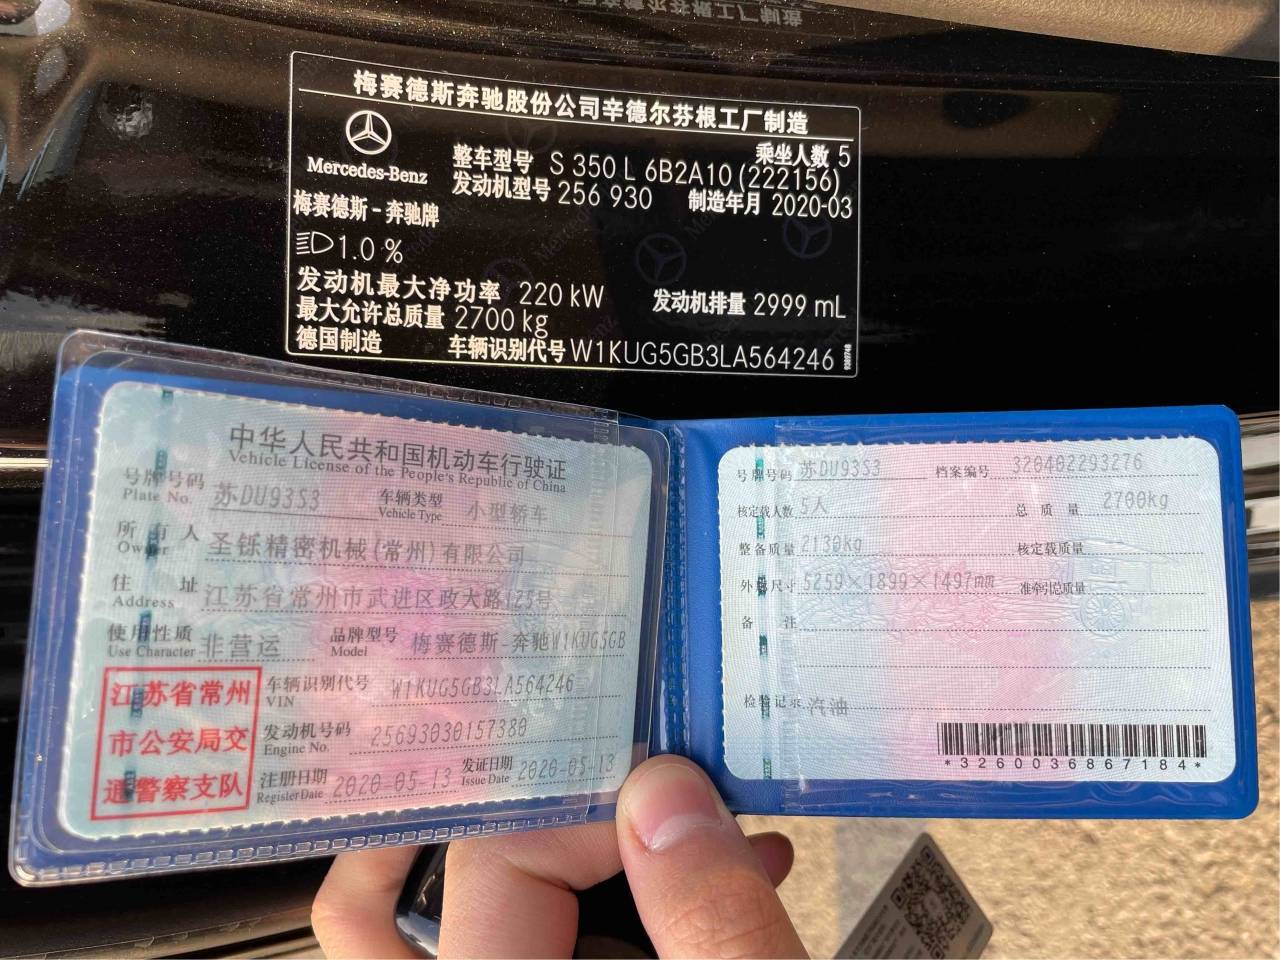 梅赛德斯奔驰股份公司辛德尔芬根工厂制造
Mercedes-Benz
乘坐人数 5
整车型号 S 350 L 6B2A10 (222156)
发动机型号 256 930 制造年月 2020-03
梅赛德斯-奔驰牌
1.0 %
发动机最大净功率 220 kW 发动机排量 2999 mL
最大允许总质量 2700 kg
德国制造 车辆识别代号 W1KUG5GB3LA564246
中华人民共和国机动车行驶证
Vehicle License of the People's Republic of China
号牌号码 苏DU93S3 车辆类型 小型轿车
Plate No. Vehicle Type
所有人 圣铄精密机械(常州)有限公司
Owner
住址 江苏省常州市武进区政大路125号
Address
使用性质 非营运 品牌型号 梅赛德斯-奔驰W1KUG5GB
Use Character Model
江苏省常州
市公安局交
通警察支队
车辆识别代号 W1KUG5GB3LA564246
VIN
发动机号码 25693030157380
Engine No.
注册日期 2020-05-13 发证日期 2020-05-13
Register Date Issue Date
号牌号码 苏DU93S3 档案编号 320402293276
核定载人数 5人 总质量 2700kg
整备质量 2130kg 核定载质量
外廓尺寸 5259×1899×1497mm 准牵引总质量
备注
检验记录 汽油
*3260036867184*